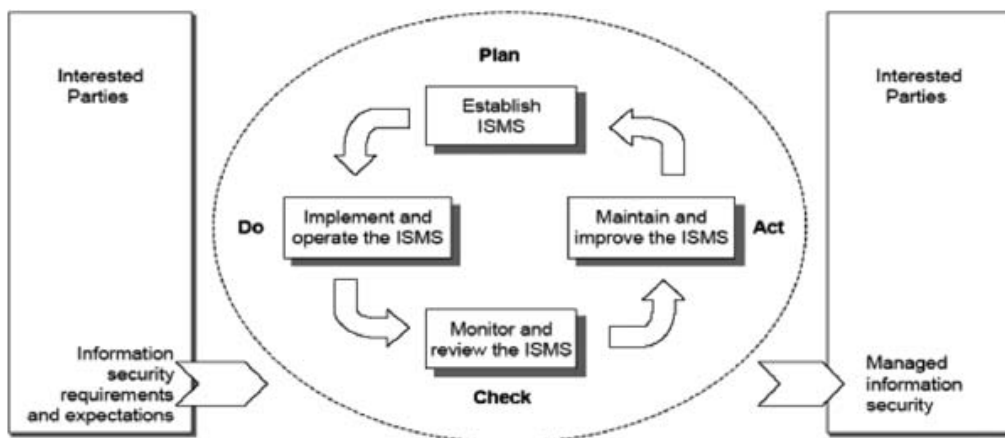 Interested
Parties
Information
security
requirements
and expectations
Plan
Establish
ISMS
Do
Implement and
operate the ISMS
Maintain and
improve the ISMS
Act
Monitor and
review the ISMS
Check
Interested
Parties
Managed
information
security